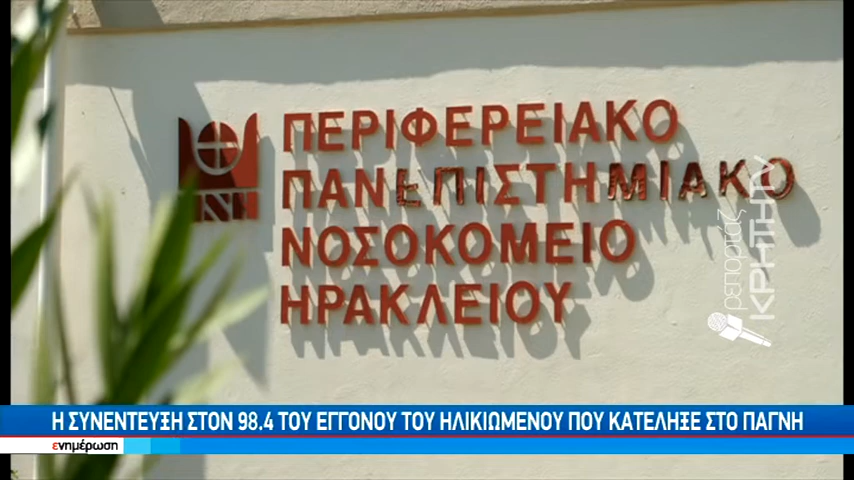 ΠΕΡΙΦΕΡΕΙΑΚΟ
ΠΑΝΕΠΙΣΤΗΜΙΑΚΟ
ΝΟΣΟΚΟΜΕΙΟ
ΗΡΑΚΛΕΙΟΥ
ρεπορτάζ
ΚΡΗΤΗ TV
Η ΣΥΝΕΝΤΕΥΞΗ ΣΤΟΝ 98.4 ΤΟΥ ΕΓΓΟΝΟΥ ΤΟΥ ΗΛΙΚΙΩΜΕΝΟΥ ΠΟΥ ΚΑΤΕΛΗΞΕ ΣΤΟ ΠΑΓΝΗ
ενημέρωση